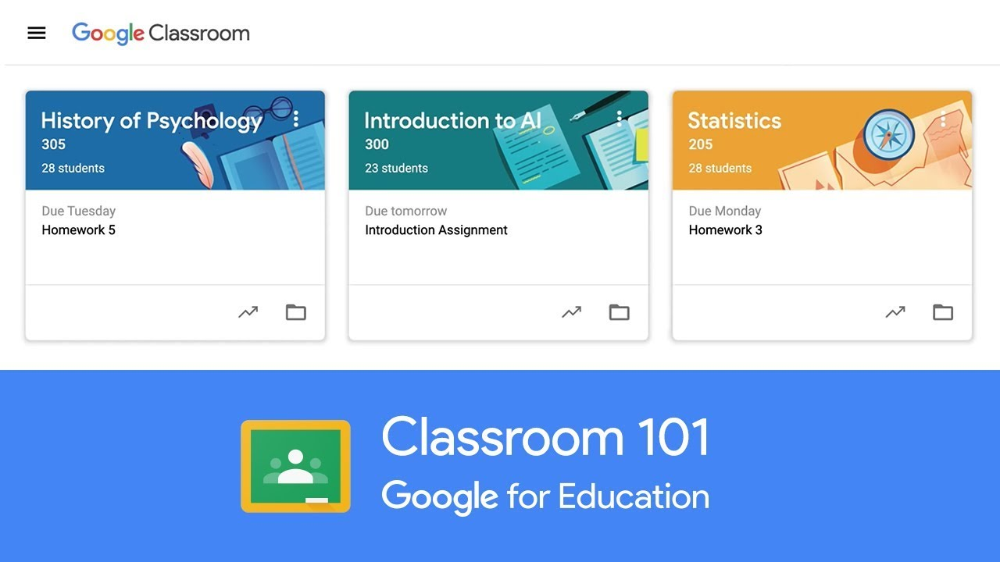 Google Classroom
History of Psychology
305
28 students
Due Tuesday
Homework 5
Introduction to AI
300
23 students
Due tomorrow
Introduction Assignment
Statistics
205
28 students
Due Monday
Homework 3
Classroom 101
Google for Education